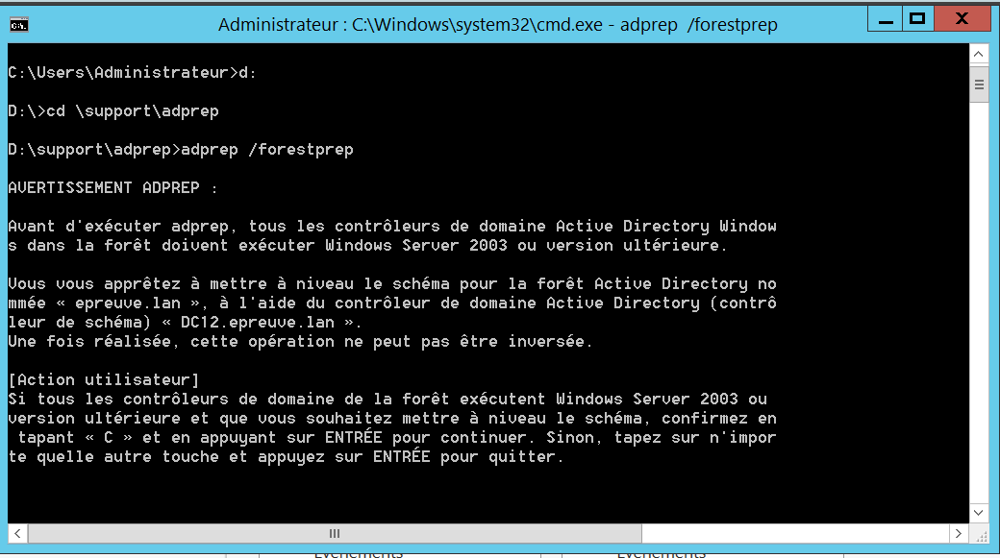 Administrateur : C:\Windows\system32\cmd.exe - adprep /forestprep
C:\Users\Administrateur>d:
D:\>cd \support\adprep
D:\support\adprep>adprep /forestprep
AVERTISSEMENT ADPREP :
Avant d'exécuter adprep, tous les contrôleurs de domaine Active Directory Window
s dans la forêt doivent exécuter Windows Server 2003 ou version ultérieure.
Vous vous apprêtez à mettre à niveau le schéma pour la forêt Active Directory no
mmée « epreuve.lan », à l'aide du contrôleur de domaine Active Directory (contrô
leur de schéma) « DC12.epreuve.lan ».
Une fois réalisée, cette opération ne peut pas être inversée.
[Action utilisateur]
Si tous les contrôleurs de domaine de la forêt exécutent Windows Server 2003 ou
version ultérieure et que vous souhaitez mettre à niveau le schéma, confirmez en
tapant « C » et en appuyant sur ENTRÉE pour continuer. Sinon, tapez sur n'impor
te quelle autre touche et appuyez sur ENTRÉE pour quitter.
Événements Événements